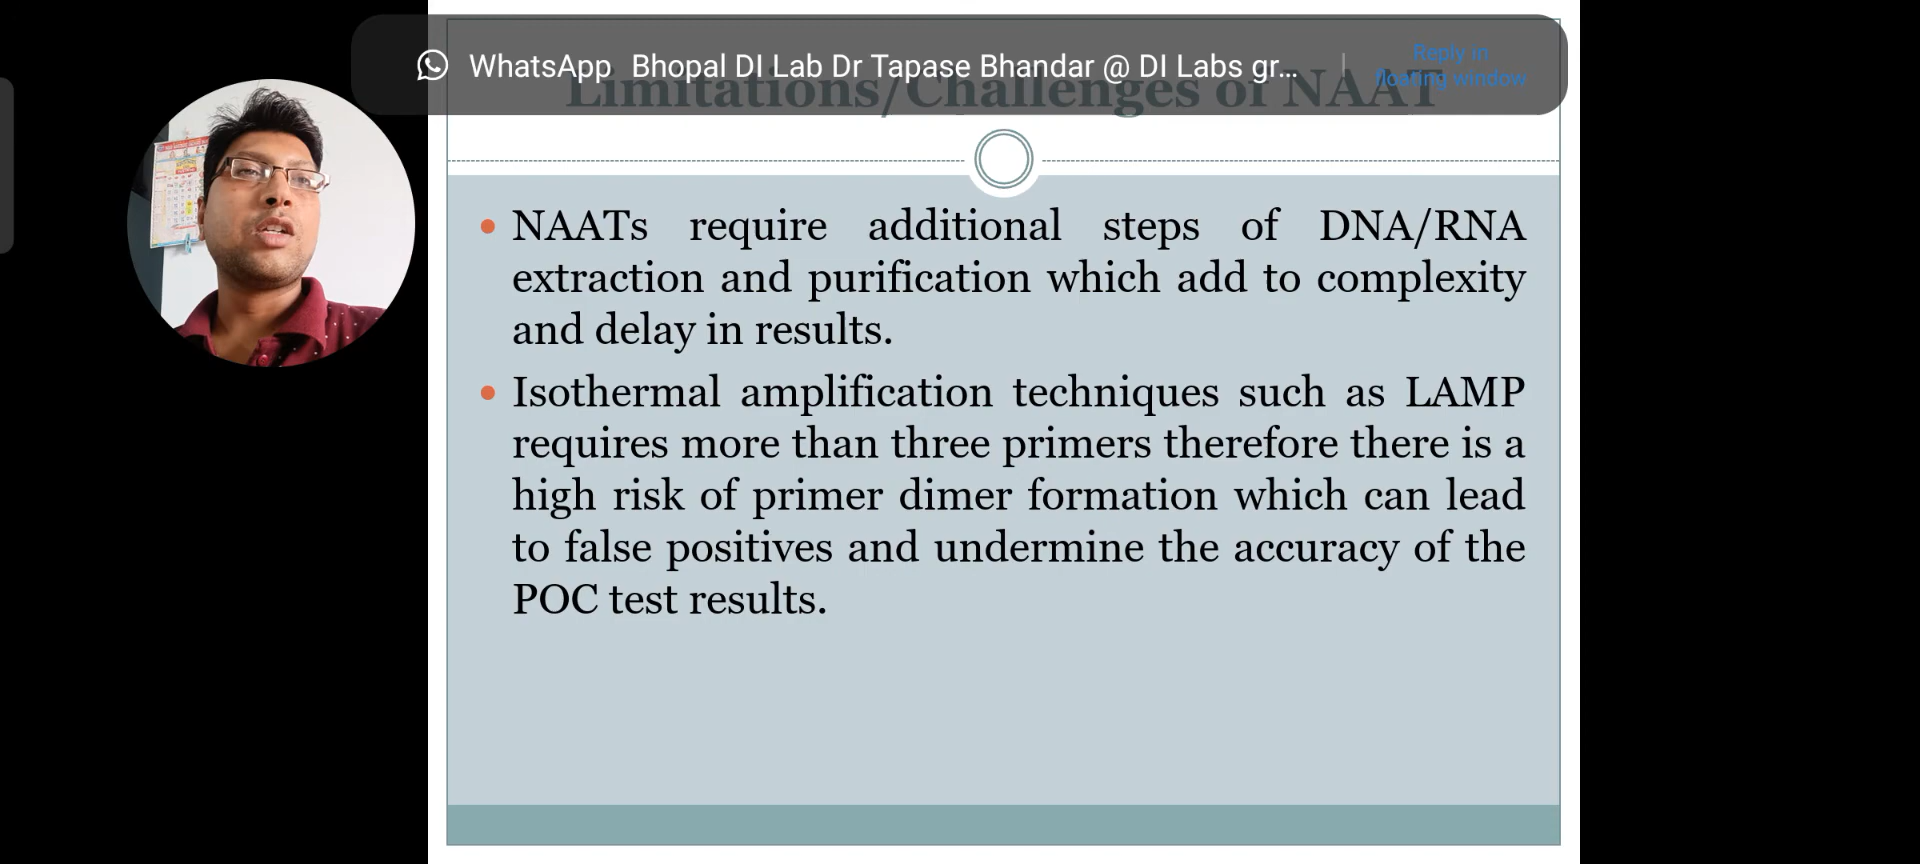 WhatsApp Bhopal DI Lab Dr Tapase Bhandar @ DI Labs gr...
Reply in
floating window
Limitations/Challenges of NAAT
• NAATs require additional steps of DNA/RNA
extraction and purification which add to complexity
and delay in results.
• Isothermal amplification techniques such as LAMP
requires more than three primers therefore there is a
high risk of primer dimer formation which can lead
to false positives and undermine the accuracy of the
POC test results.